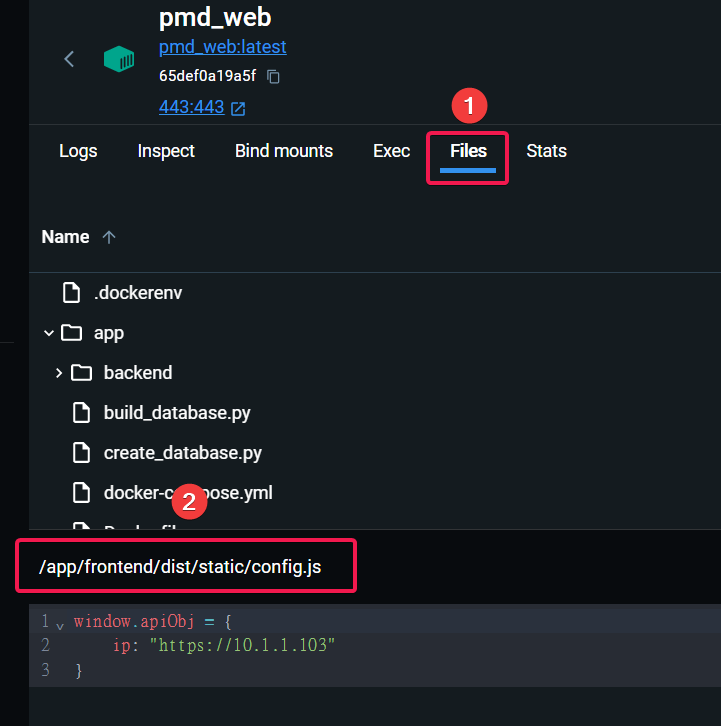 pmd_web
pmd_web:latest
65def0a19a5f
443:443
1
Logs Inspect Bind mounts Exec Files Stats
Name
.dockerenv
app
backend
build_database.py
create_database.py
docker-c pose.yml
2
/app/frontend/dist/static/config.js
1 window.apiObj = {
2 ip: "https://10.1.1.103"
3 }